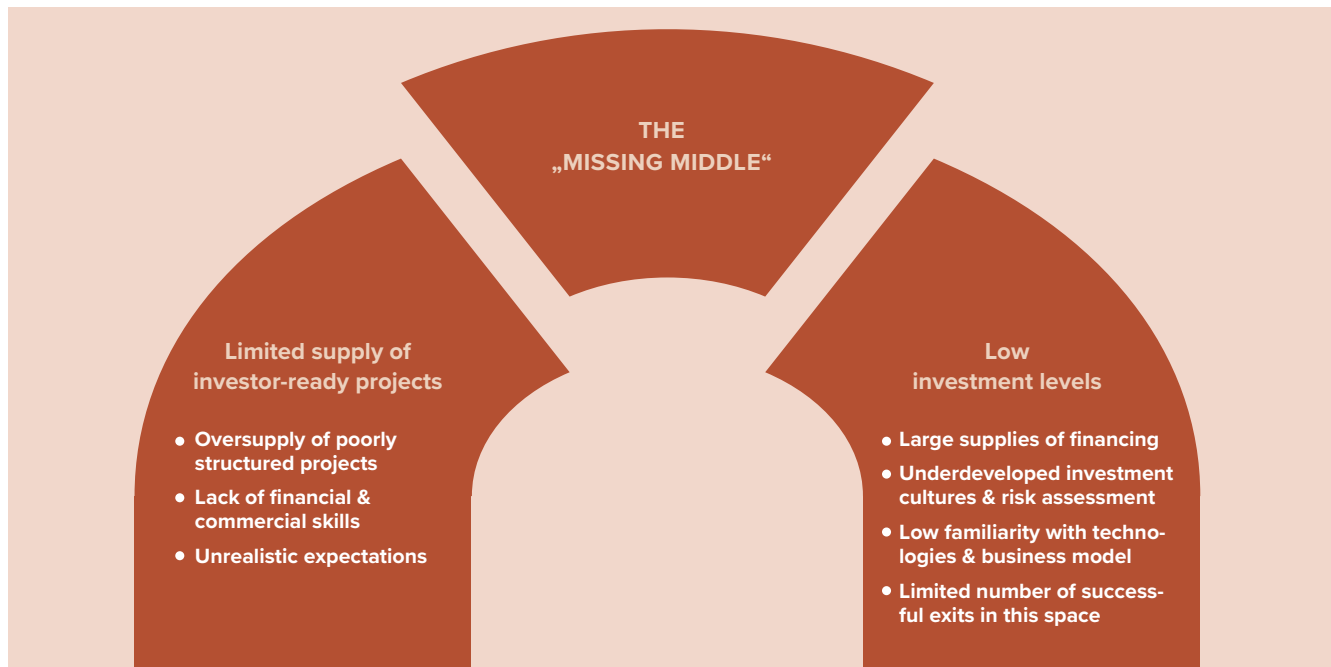 THE
„MISSING MIDDLE“
Limited supply of
investor-ready projects
• Oversupply of poorly
structured projects
• Lack of financial &
commercial skills
• Unrealistic expectations
Low
investment levels
• Large supplies of financing
• Underdeveloped investment
cultures & risk assessment
• Low familiarity with techno-
logies & business model
• Limited number of success-
ful exits in this space